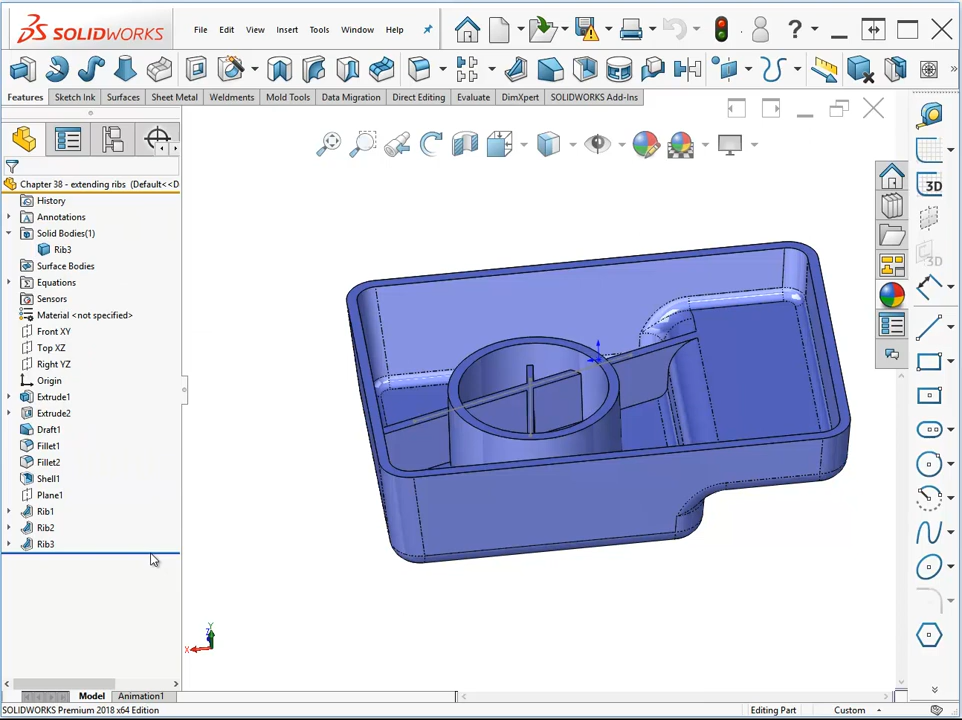 SOLIDWORKS
File Edit View Insert Tools Window Help
Features Sketch Ink Surfaces Sheet Metal Weldments Mold Tools Data Migration Direct Editing Evaluate DimXpert SOLIDWORKS Add-Ins
3D
3D
Chapter 38 - extending ribs (Default<<D
History
Annotations
Solid Bodies(1)
Rib3
Surface Bodies
Equations
Sensors
Material <not specified>
Front XY
Top XZ
Right YZ
Origin
Extrude1
Extrude2
Draft1
Fillet1
Fillet2
Shell1
Plane1
Rib1
Rib2
Rib3
Y
Z
X
Model Animation1
SOLIDWORKS Premium 2018 x64 Edition Editing Part Custom